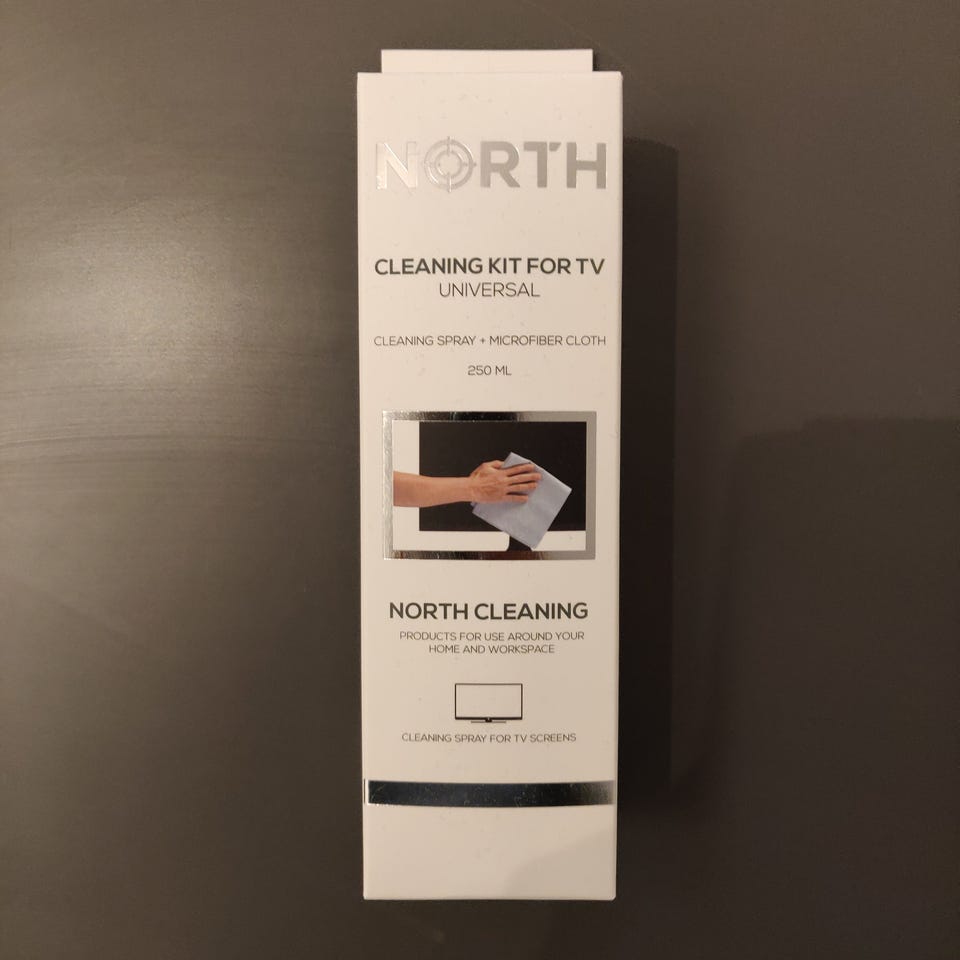 NORTH
CLEANING KIT FOR TV
UNIVERSAL
CLEANING SPRAY + MICROFIBER CLOTH
250 ML
NORTH CLEANING
PRODUCTS FOR USE AROUND YOUR
HOME AND WORKSPACE
CLEANING SPRAY FOR TV SCREENS